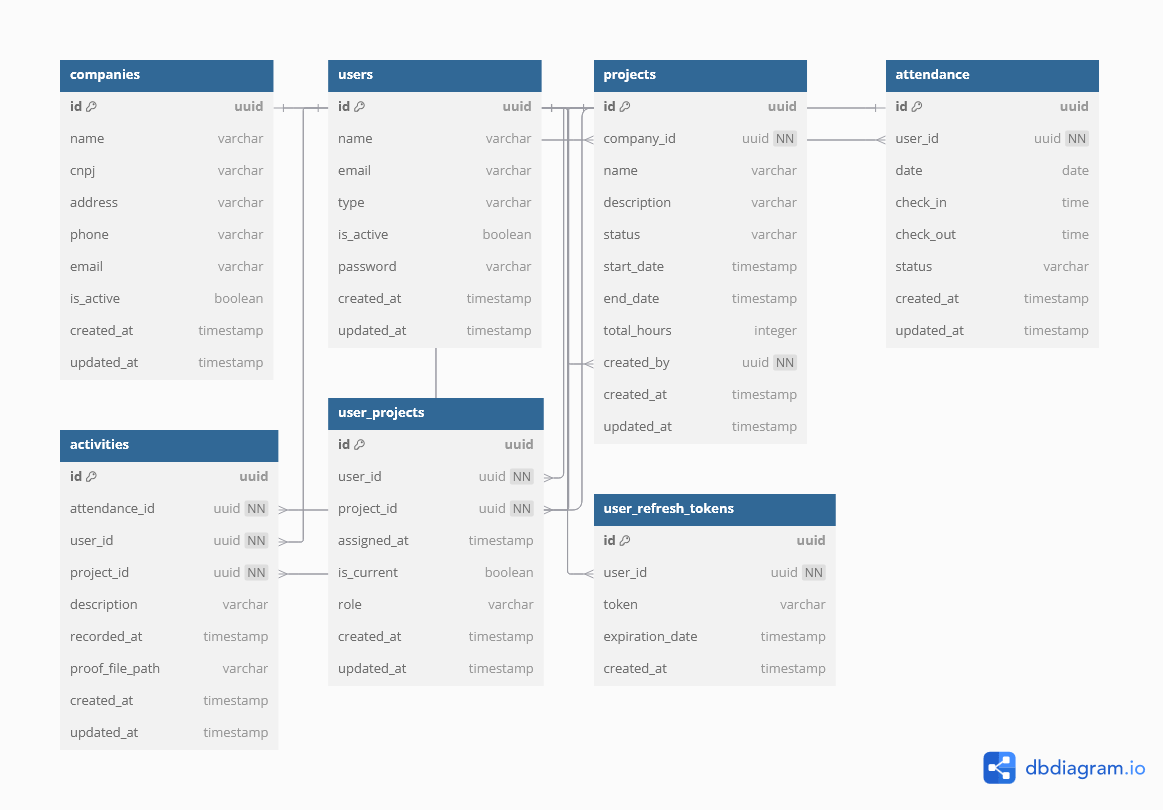 companies
id uuid
name varchar
cnpj varchar
address varchar
phone varchar
email varchar
is_active boolean
created_at timestamp
updated_at timestamp
users
id uuid
name varchar
email varchar
type varchar
is_active boolean
password varchar
created_at timestamp
updated_at timestamp
projects
id uuid
company_id uuid NN
name varchar
description varchar
status varchar
start_date timestamp
end_date timestamp
total_hours integer
created_by uuid NN
created_at timestamp
updated_at timestamp
attendance
id uuid
user_id uuid NN
date date
check_in time
check_out time
status varchar
created_at timestamp
updated_at timestamp
activities
id uuid
attendance_id uuid NN
user_id uuid NN
project_id uuid NN
description varchar
recorded_at timestamp
proof_file_path varchar
created_at timestamp
updated_at timestamp
user_projects
id uuid
user_id uuid NN
project_id uuid NN
assigned_at timestamp
is_current boolean
role varchar
created_at timestamp
updated_at timestamp
user_refresh_tokens
id uuid
user_id uuid NN
token varchar
expiration_date timestamp
created_at timestamp
dbdiagram.io